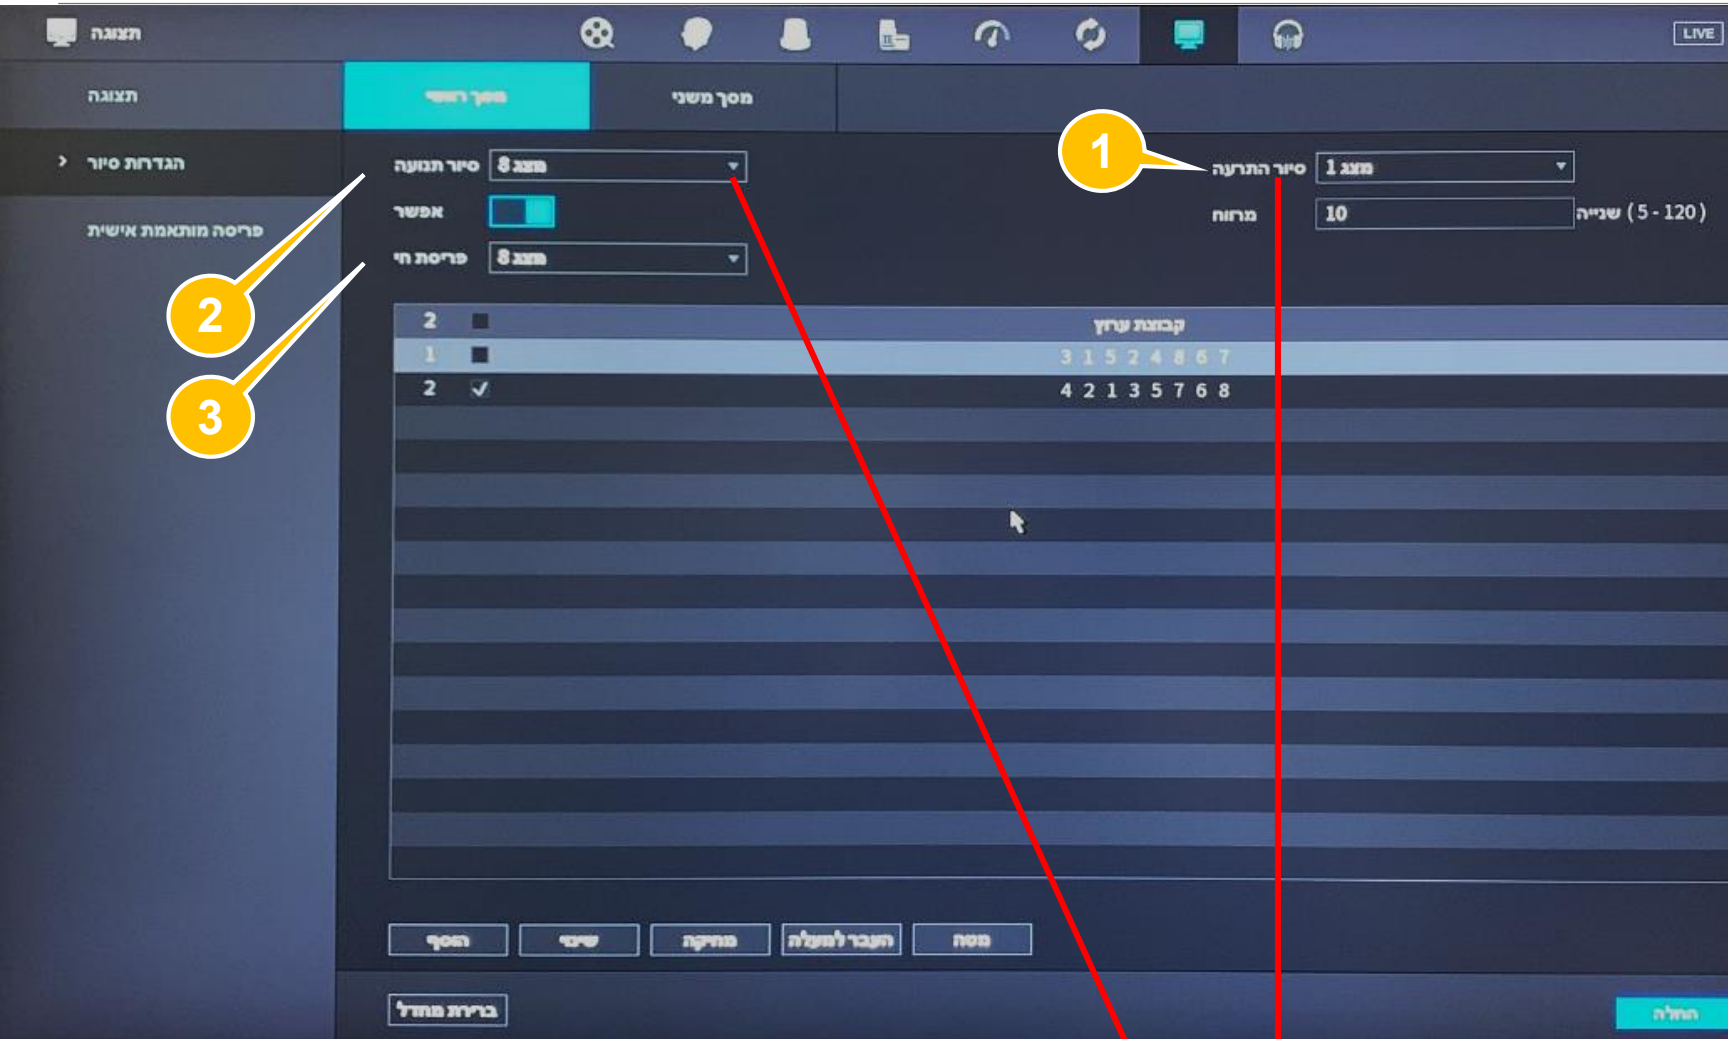 תצוגה
LIVE
תצוגה
הגדרות סיור
פריסה מותאמת אישית
מסך ראשי
מסך משני
סיור תנועה
מצג 8
1
סיור התרעה
מצג 1
אפשר
מרווח
10
שנייה (5 - 120)
2
פריסת חי
מצג 8
3
2
קבוצת ערוץ
1
3 1 5 2 4 8 6 7
2
4 2 1 3 5 7 6 8
הוסף
שינוי
מחיקה
העבר למעלה
מטה
ברירת מחדל
החלה